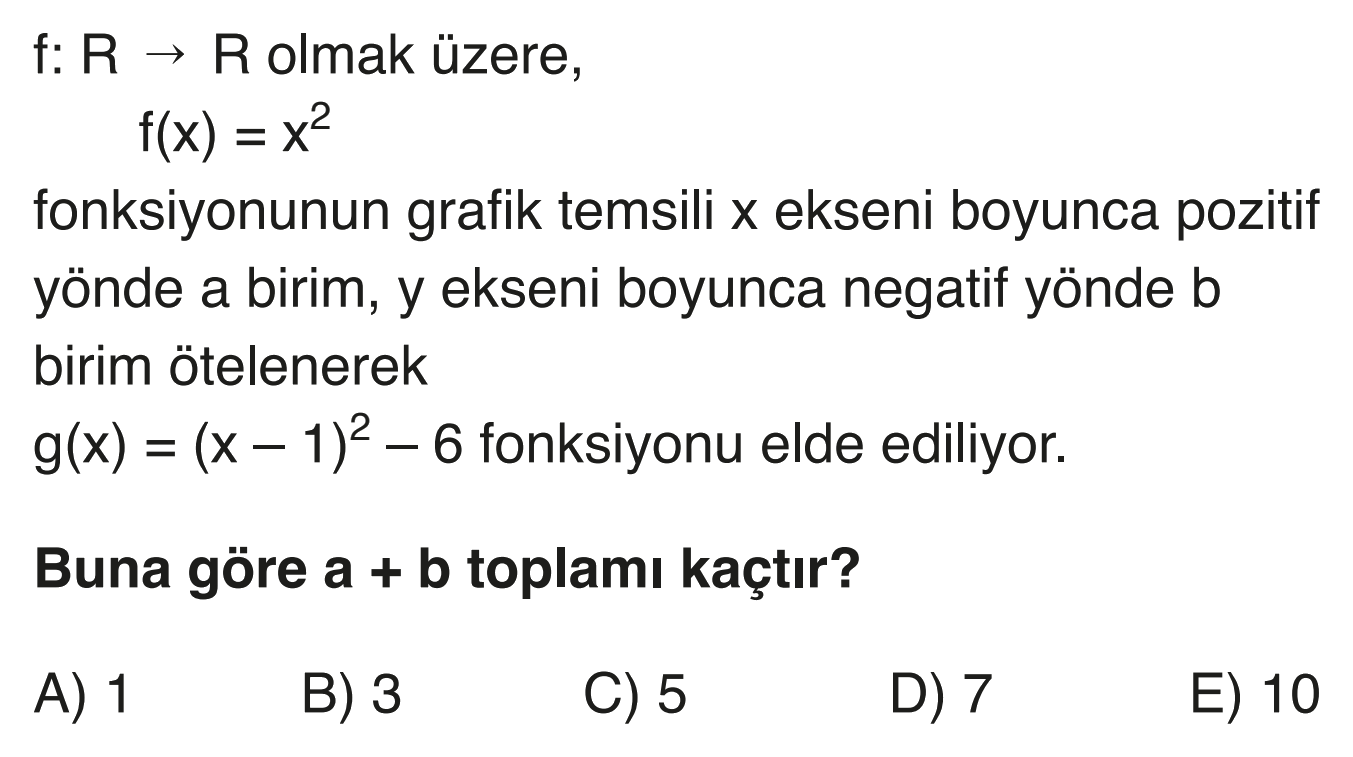 f: R → R olmak üzere,
f(x) = x²
fonksiyonunun grafik temsili x ekseni boyunca pozitif
yönde a birim, y ekseni boyunca negatif yönde b
birim ötelenerek
g(x) = (x – 1)² – 6 fonksiyonu elde ediliyor.
Buna göre a + b toplamı kaçtır?
A) 1 B) 3 C) 5 D) 7 E) 10